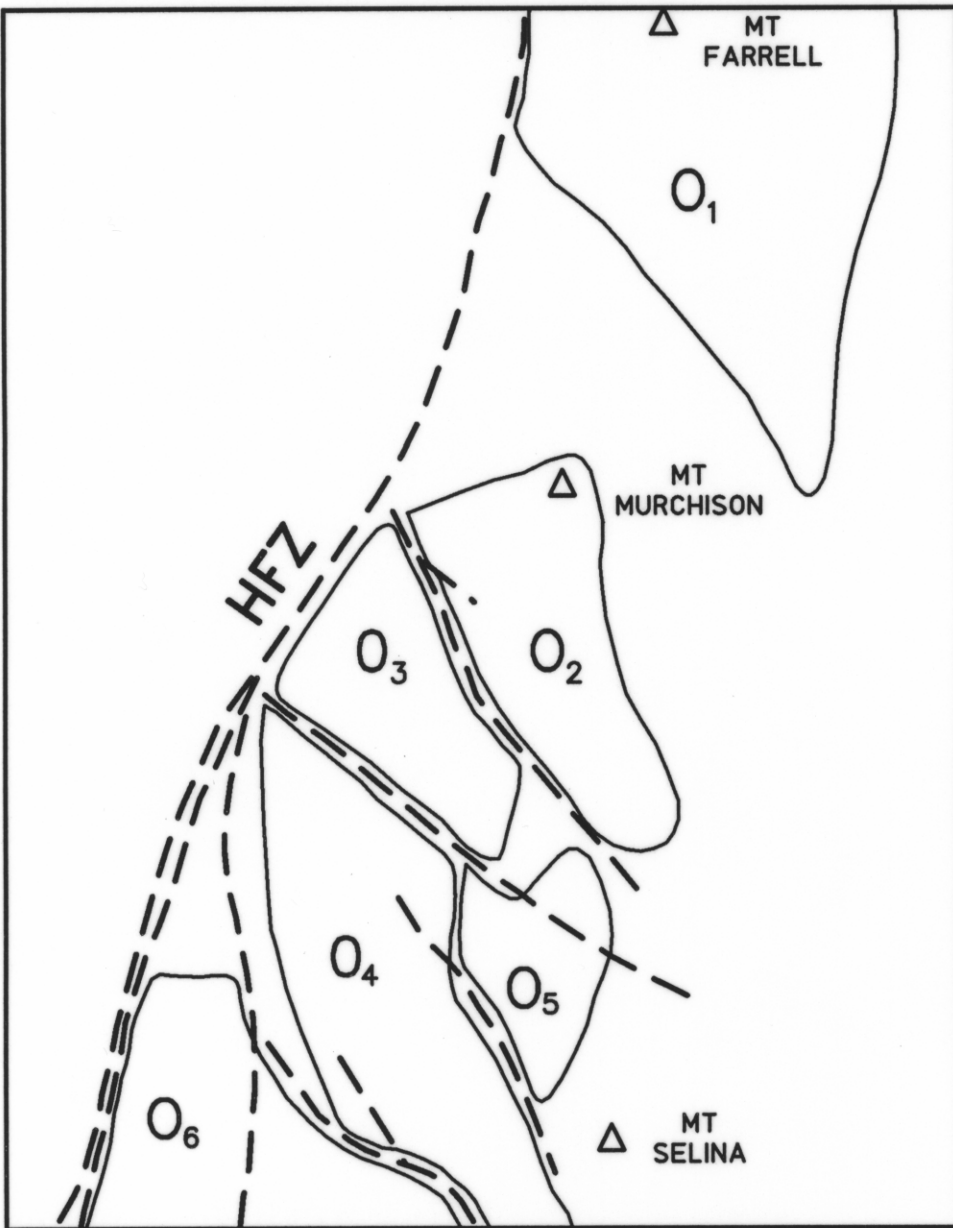 MT
FARRELL
O₁
MT
MURCHISON
HFZ
O₃
O₂
O₄
O₅
O₆
MT
SELINA